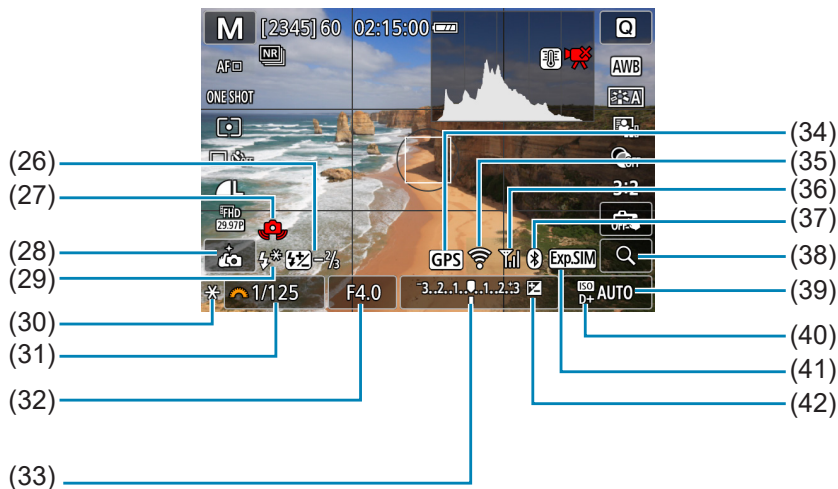 M [2345] 60 02:15:00 Q
NR
AF AWB
ONE SHOT A
OFF
L 3:2
FHD
29.97P OFF
-2/3 GPS Exp.SIM
1/125 F4.0 -3..2..1..0..1..2..+3 ISO D+ AUTO
(26)
(27)
(28)
(29)
(30)
(31)
(32)
(33)
(34)
(35)
(36)
(37)
(38)
(39)
(40)
(41)
(42)